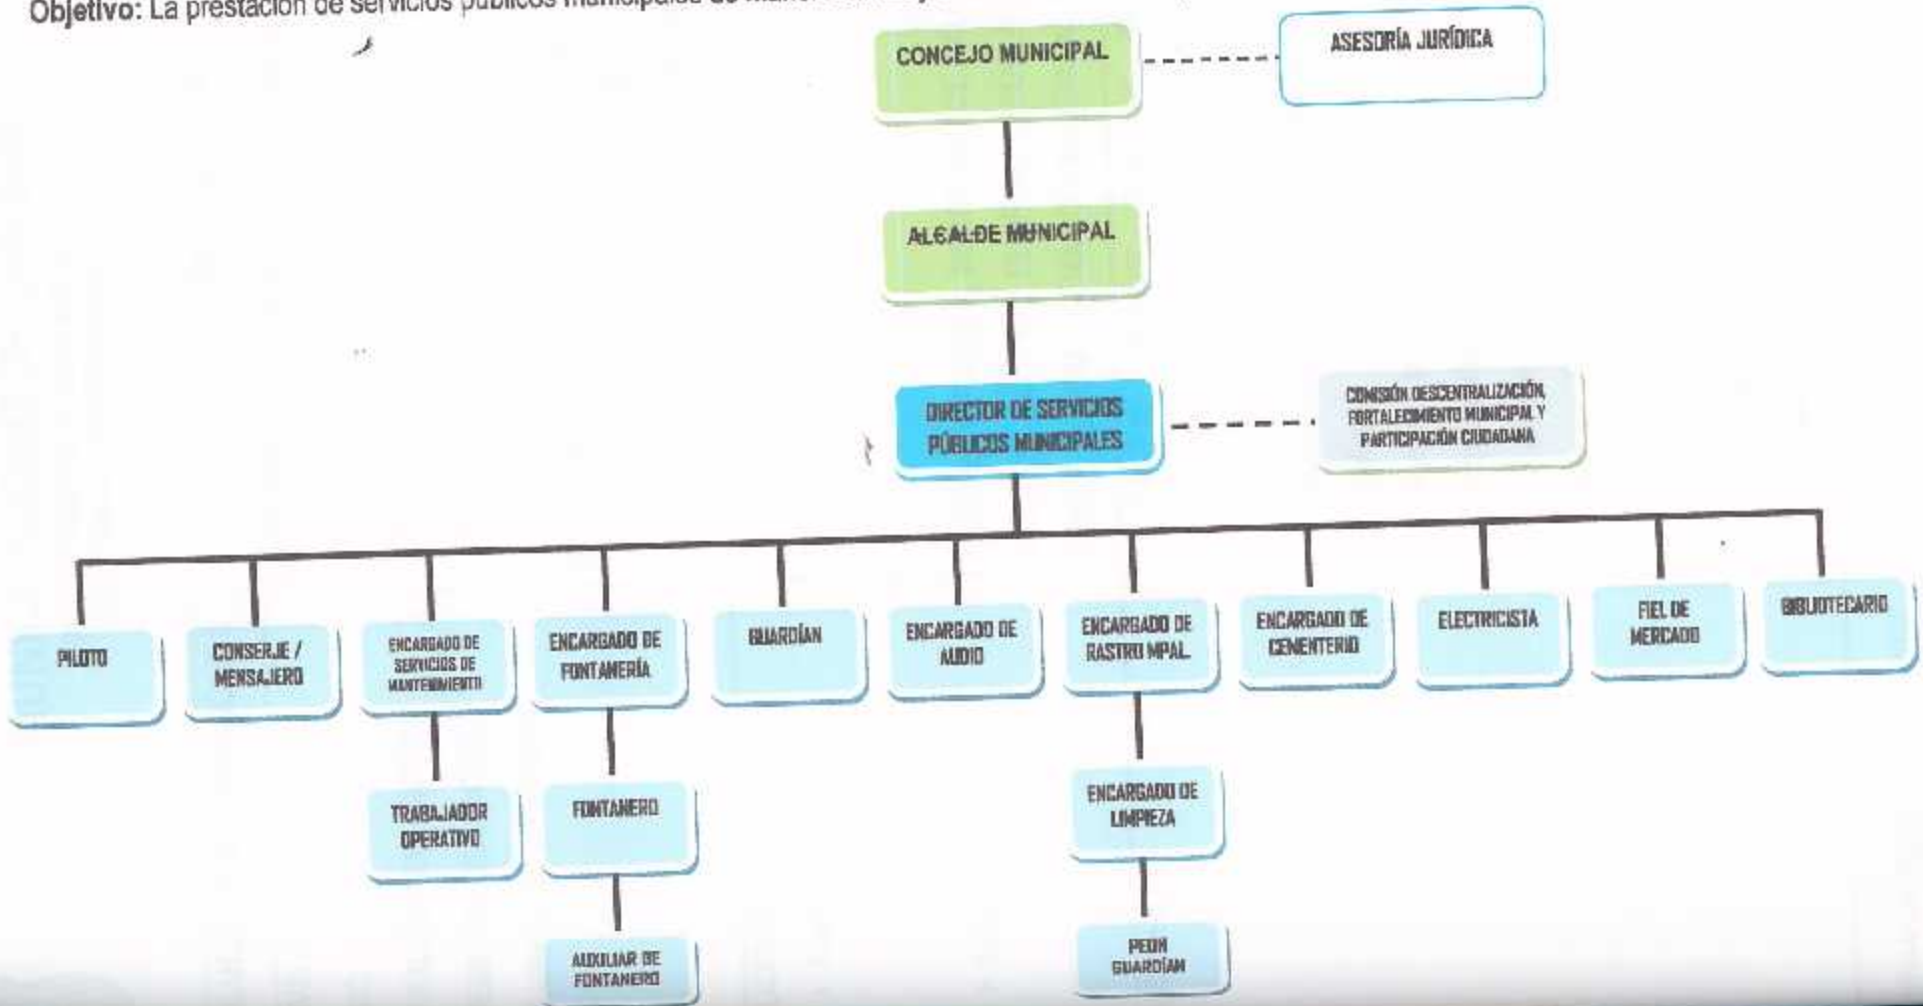 Objetivo: La prestación de servicios públicos municipales de
CONCEJO MUNICIPAL
ASESORÍA JURÍDICA
ALCALDE MUNICIPAL
DIRECTOR DE SERVICIOS
PÚBLICOS MUNICIPALES
COMISIÓN DESCENTRALIZACIÓN,
FORTALECIMIENTO MUNICIPAL Y
PARTICIPACIÓN CIUDADANA
PILOTO
CONSERJE /
MENSAJERO
ENCARGADO DE
SERVICIOS DE
MANTENIMIENTO
ENCARGADO DE
FONTANERÍA
GUARDÍAN
ENCARGADO DE
AUDIO
ENCARGADO DE
RASTRO MPAL.
ENCARGADO DE
CEMENTERIO
ELECTRICISTA
FIEL DE
MERCADO
BIBLIOTECARIO
TRABAJADOR
OPERATIVO
FONTANERO
ENCARGADO DE
LIMPIEZA
AUXILIAR DE
FONTANERO
PEON
GUARDÍAN